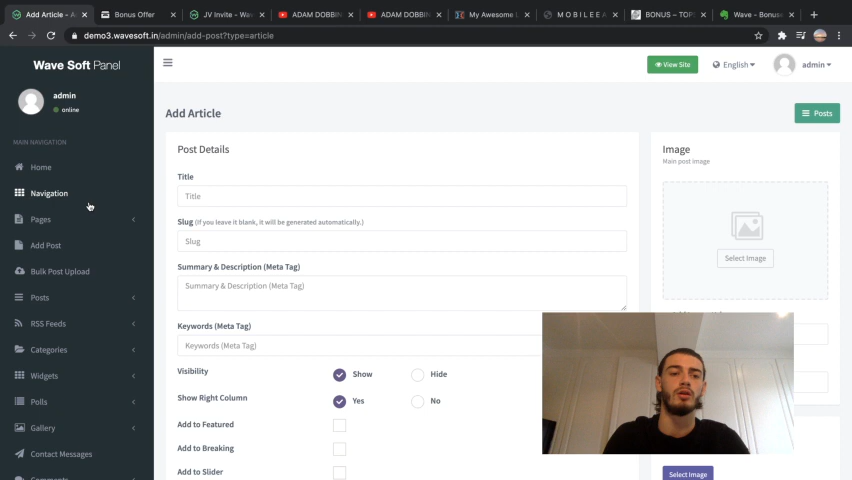 Add Article - A
Bonus Offer
JV Invite - Wav
ADAM DOBBIN
ADAM DOBBIN
My Awesome L
M O B I L E E A
BONUS – TOP
Wave - Bonuse
demo3.wavesoft.in/admin/add-post?type=article
Wave Soft Panel
View Site
English
admin
admin
online
MAIN NAVIGATION
Home
Navigation
Pages
Add Post
Bulk Post Upload
Posts
RSS Feeds
Categories
Widgets
Polls
Gallery
Contact Messages
Comments
Add Article
Posts
Post Details
Title
Title
Slug (If you leave it blank, it will be generated automatically.)
Slug
Summary & Description (Meta Tag)
Summary & Description (Meta Tag)
Keywords (Meta Tag)
Keywords (Meta Tag)
Visibility
Show
Hide
Show Right Column
Yes
No
Add to Featured
Add to Breaking
Add to Slider
Image
Main post image
Select Image
Select Image